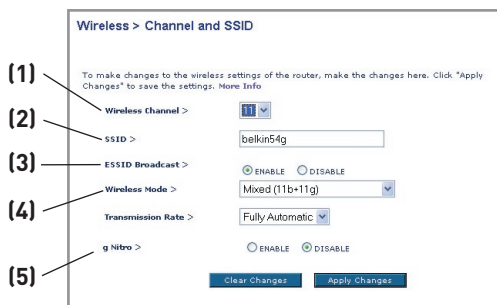 Wireless > Channel and SSID
To make changes to the wireless settings of the router, make the changes here. Click "Apply
Changes" to save the settings. More Info
(1)
Wireless Channel > 11
(2)
SSID > belkin54g
(3)
ESSID Broadcast > ENABLE DISABLE
(4)
Wireless Mode > Mixed (11b+11g)
Transmission Rate > Fully Automatic
(5)
g Nitro > ENABLE DISABLE
Clear Changes Apply Changes